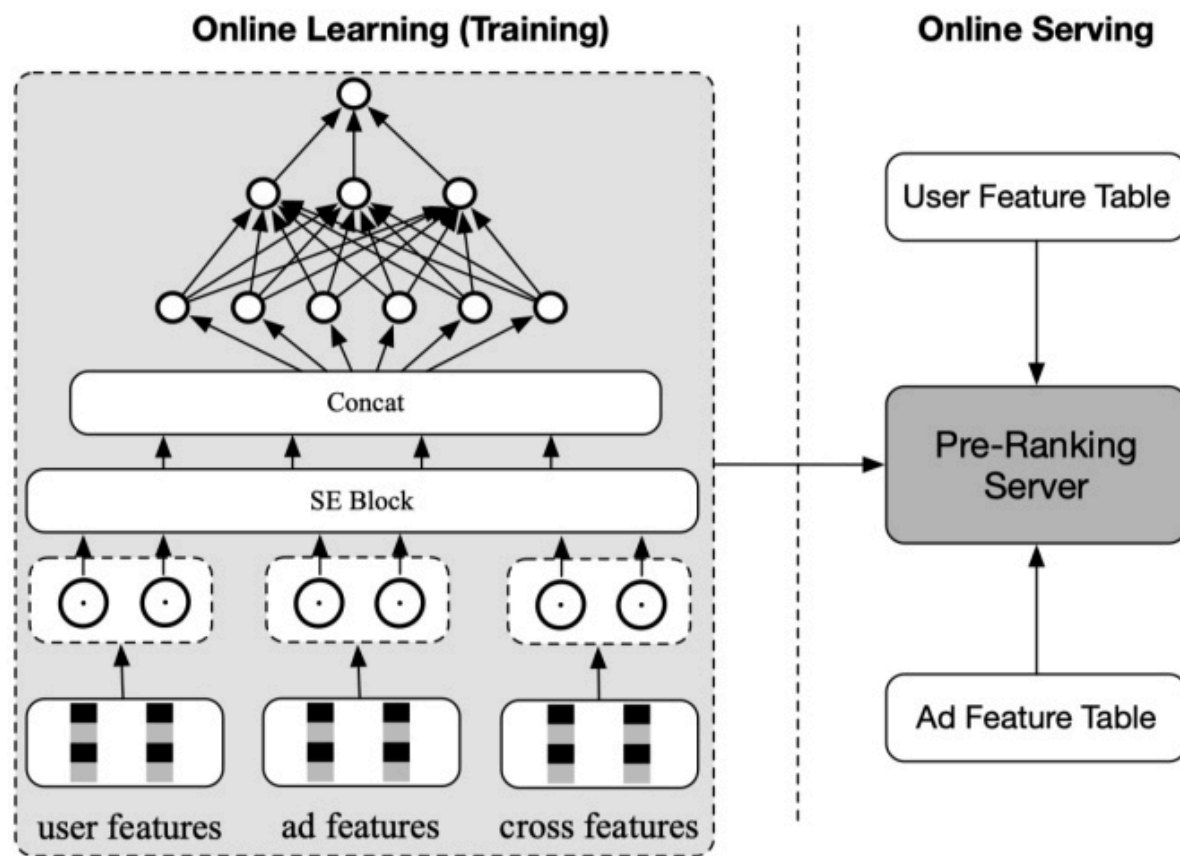 Online Learning (Training)
Online Serving
User Feature Table
Concat
Pre-Ranking
Server
SE Block
Ad Feature Table
user features
ad features
cross features